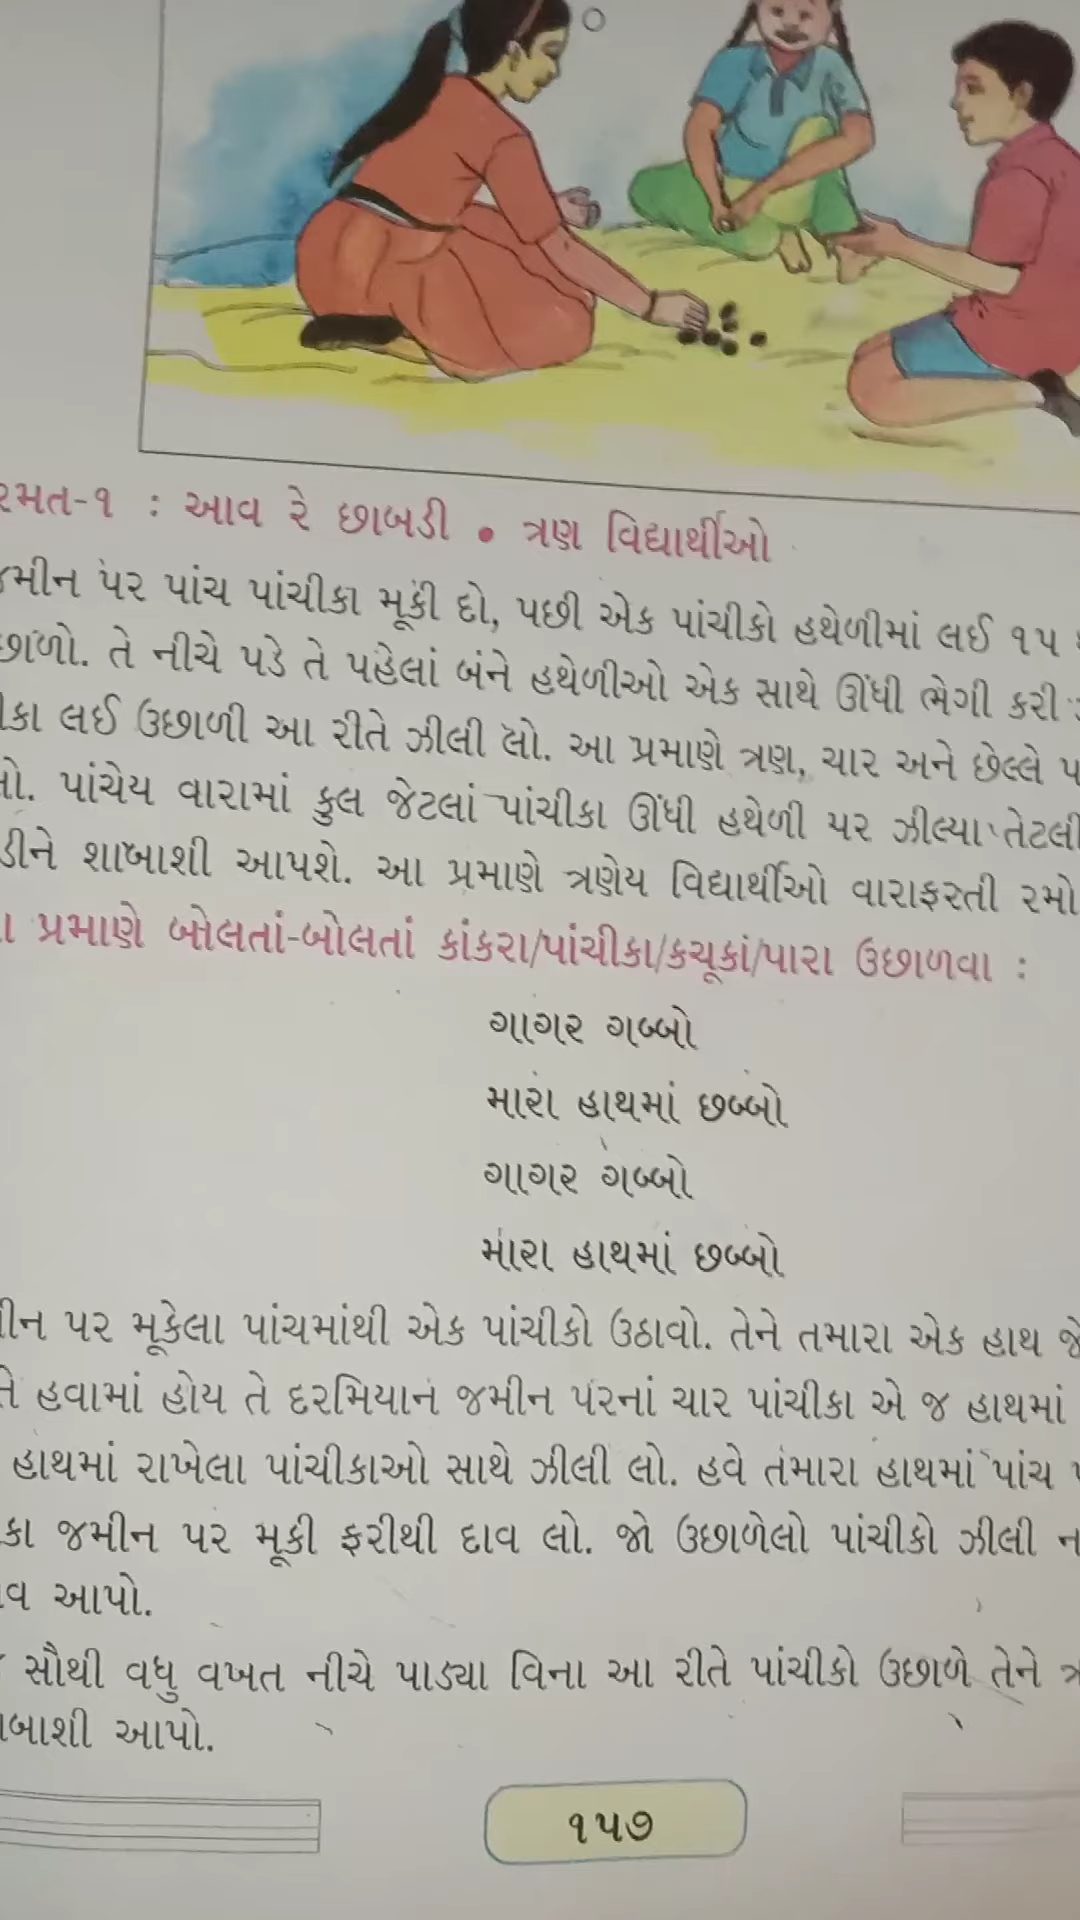 રમત-૧ : આવ રે છાબડી • ત્રણ વિદ્યાર્થીઓ
જમીન પર પાંચ પાંચીકા મૂકી દો, પછી એક પાંચીકો હથેળીમાં લઈ ૧૫
તે નીચે પડે તે પહેલાં બંને હથેળીઓ એક સાથે ઊંધી ભેગી કરી
લઈ ઉછાળી આ રીતે ઝીલી લો. આ પ્રમાણે ત્રણ, ચાર અને છેલ્લે
પાંચેય વારામાં કુલ જેટલાં પાંચીકા ઊંધી હથેળી પર ઝીલ્યા તેટલી
શાબાશી આપશે. આ પ્રમાણે ત્રણેય વિદ્યાર્થીઓ વારાફરતી રમો
પ્રમાણે બોલતાં-બોલતાં કાંકરા/પાંચીકા/કચૂકાં/પારા ઉછાળવા :
ગાગર ગબ્બો
મારા હાથમાં છબ્બો
ગાગર ગબ્બો
મારા હાથમાં છબ્બો
પર મૂકેલા પાંચમાંથી એક પાંચીકો ઉઠાવો. તેને તમારા એક હાથ
હવામાં હોય તે દરમિયાન જમીન પરનાં ચાર પાંચીકા એ જ હાથમાં
હાથમાં રાખેલા પાંચીકાઓ સાથે ઝીલી લો. હવે તમારા હાથમાં પાંચ
જમીન પર મૂકી ફરીથી દાવ લો. જો ઉછાળેલો પાંચીકો ઝીલી ન
આપો.
સૌથી વધુ વખત નીચે પાડ્યા વિના આ રીતે પાંચીકો ઉછાળે તેને
આપો.
૧૫૭